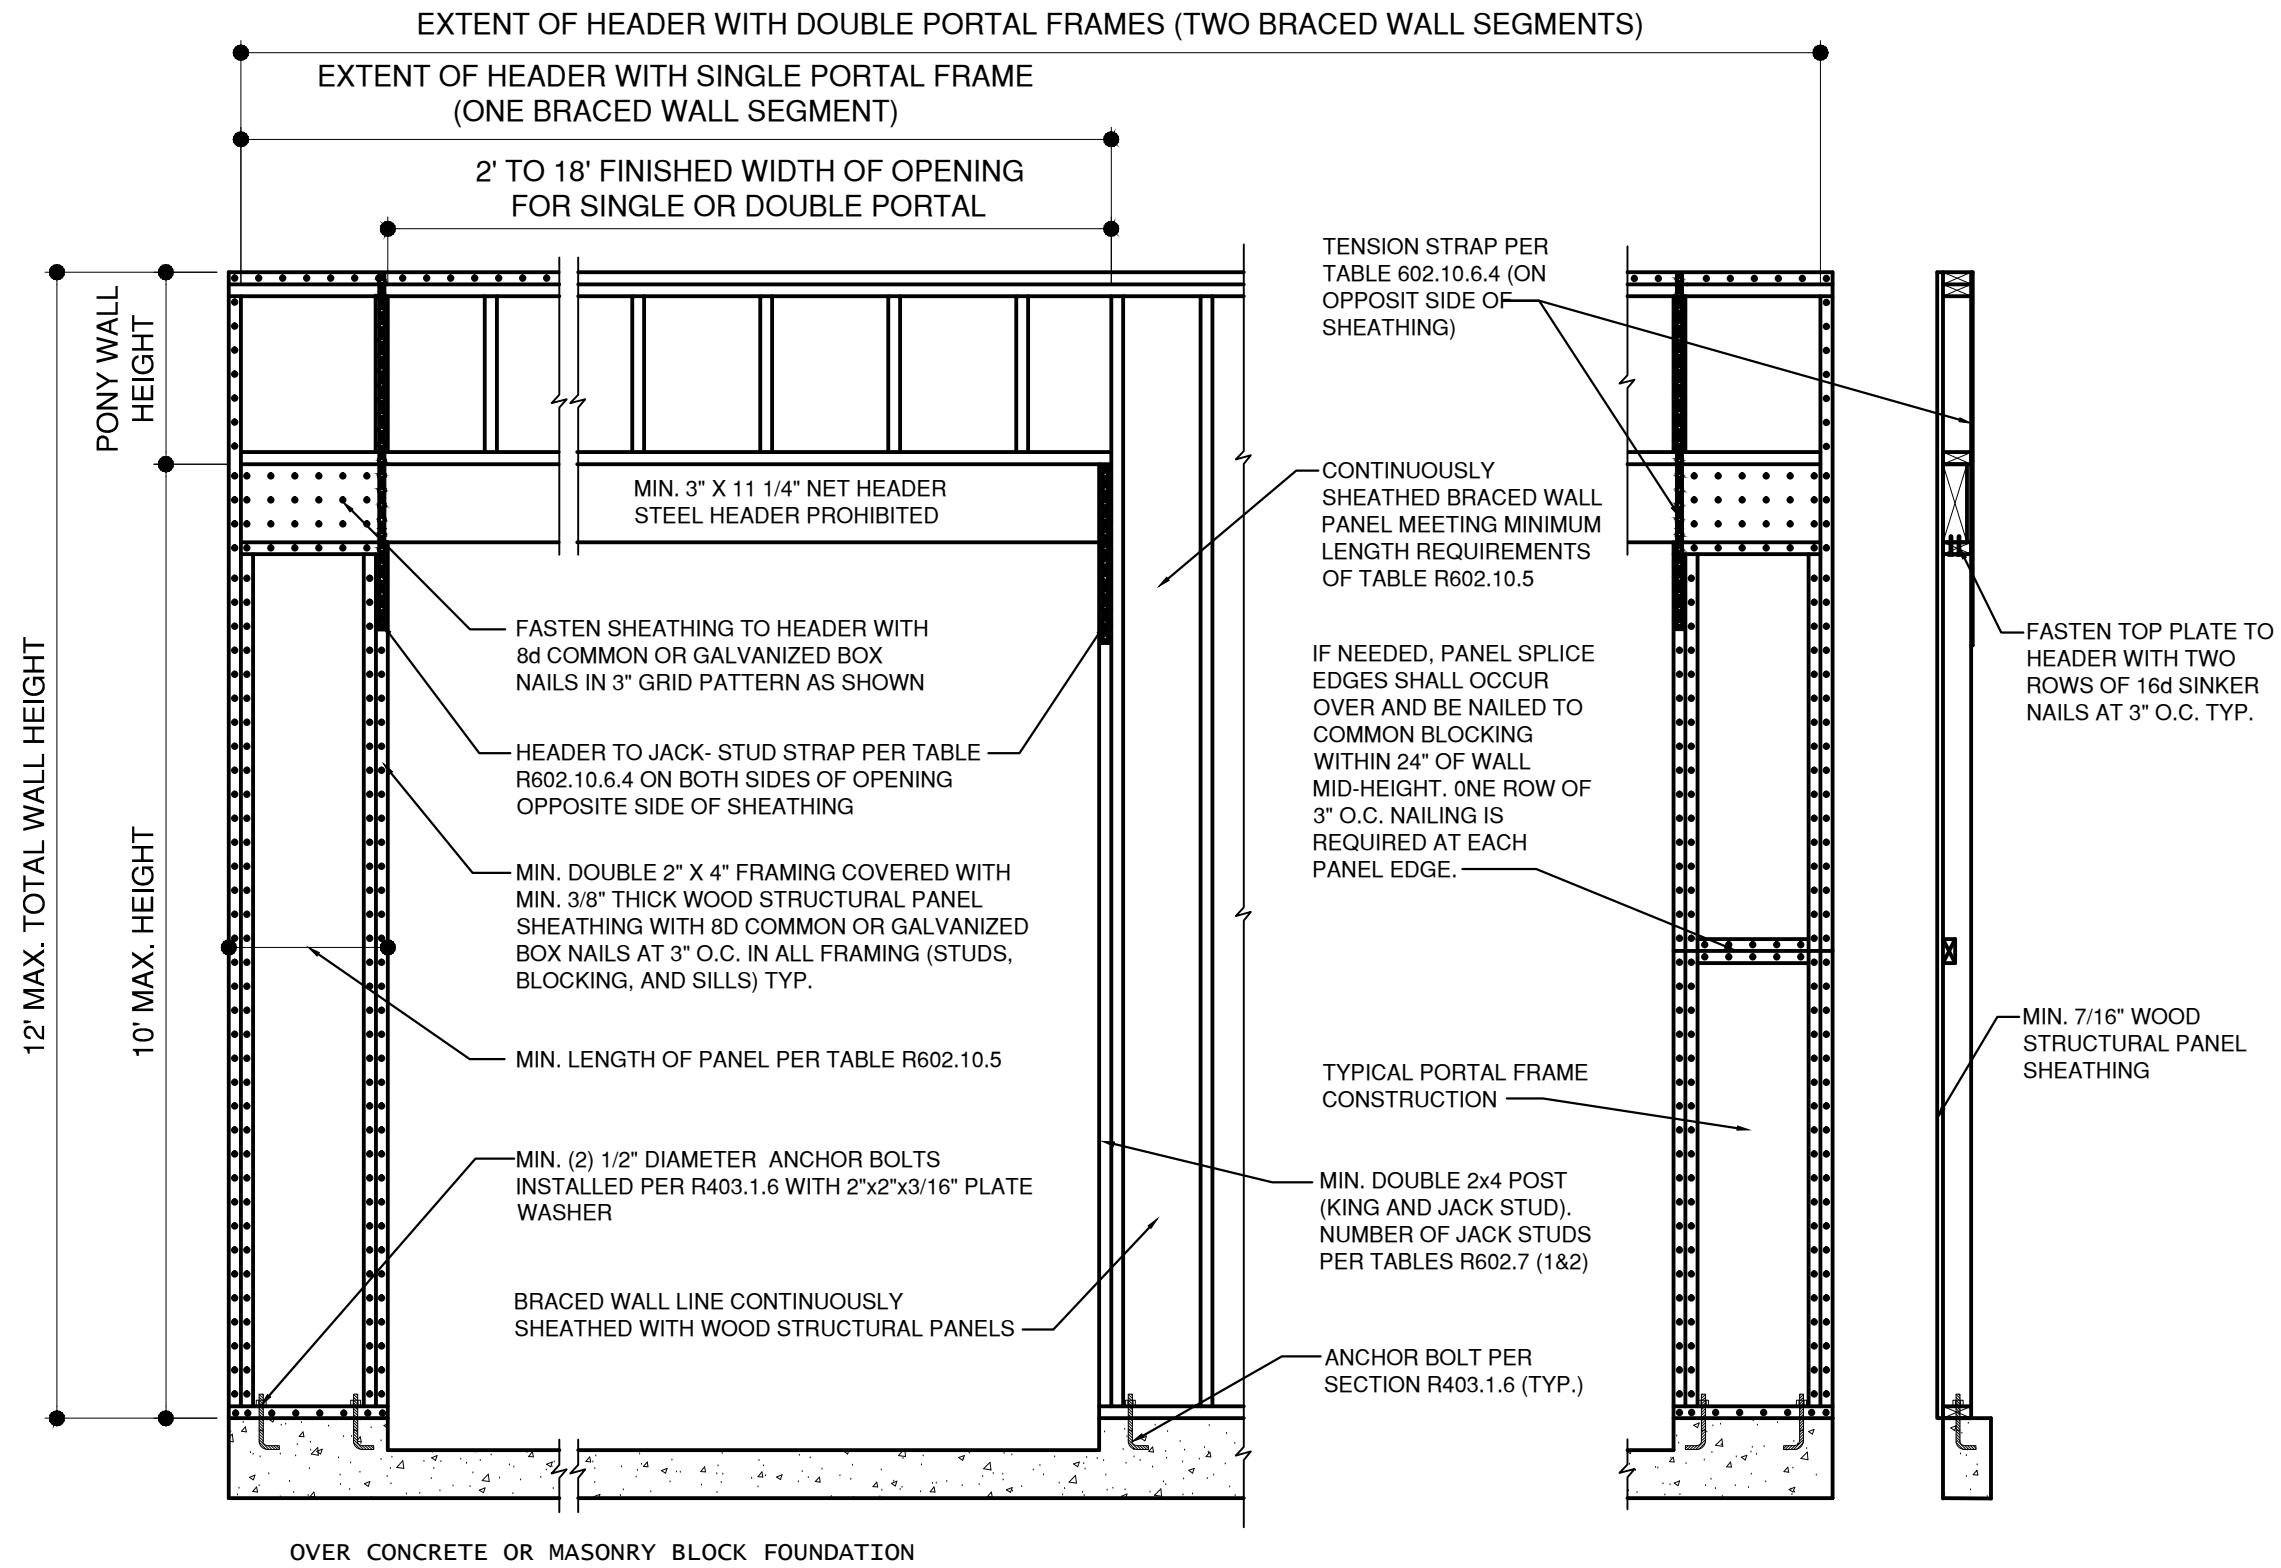 EXTENT OF HEADER WITH DOUBLE PORTAL FRAMES (TWO BRACED WALL SEGMENTS)
EXTENT OF HEADER WITH SINGLE PORTAL FRAME
(ONE BRACED WALL SEGMENT)
2' TO 18' FINISHED WIDTH OF OPENING
FOR SINGLE OR DOUBLE PORTAL
12' MAX. TOTAL WALL HEIGHT
PONY WALL
HEIGHT
10' MAX. HEIGHT
MIN. 3" X 11 1/4" NET HEADER
STEEL HEADER PROHIBITED
FASTEN SHEATHING TO HEADER WITH
8d COMMON OR GALVANIZED BOX
NAILS IN 3" GRID PATTERN AS SHOWN
HEADER TO JACK- STUD STRAP PER TABLE
R602.10.6.4 ON BOTH SIDES OF OPENING
OPPOSITE SIDE OF SHEATHING
MIN. DOUBLE 2" X 4" FRAMING COVERED WITH
MIN. 3/8" THICK WOOD STRUCTURAL PANEL
SHEATHING WITH 8D COMMON OR GALVANIZED
BOX NAILS AT 3" O.C. IN ALL FRAMING (STUDS,
BLOCKING, AND SILLS) TYP.
MIN. LENGTH OF PANEL PER TABLE R602.10.5
MIN. (2) 1/2" DIAMETER ANCHOR BOLTS
INSTALLED PER R403.1.6 WITH 2"x2"x3/16" PLATE
WASHER
BRACED WALL LINE CONTINUOUSLY
SHEATHED WITH WOOD STRUCTURAL PANELS
TENSION STRAP PER
TABLE 602.10.6.4 (ON
OPPOSIT SIDE OF
SHEATHING)
CONTINUOUSLY
SHEATHED BRACED WALL
PANEL MEETING MINIMUM
LENGTH REQUIREMENTS
OF TABLE R602.10.5
IF NEEDED, PANEL SPLICE
EDGES SHALL OCCUR
OVER AND BE NAILED TO
COMMON BLOCKING
WITHIN 24" OF WALL
MID-HEIGHT. 0NE ROW OF
3" O.C. NAILING IS
REQUIRED AT EACH
PANEL EDGE.
TYPICAL PORTAL FRAME
CONSTRUCTION
MIN. DOUBLE 2x4 POST
(KING AND JACK STUD).
NUMBER OF JACK STUDS
PER TABLES R602.7 (1&2)
ANCHOR BOLT PER
SECTION R403.1.6 (TYP.)
FASTEN TOP PLATE TO
HEADER WITH TWO
ROWS OF 16d SINKER
NAILS AT 3" O.C. TYP.
MIN. 7/16" WOOD
STRUCTURAL PANEL
SHEATHING
OVER CONCRETE OR MASONRY BLOCK FOUNDATION